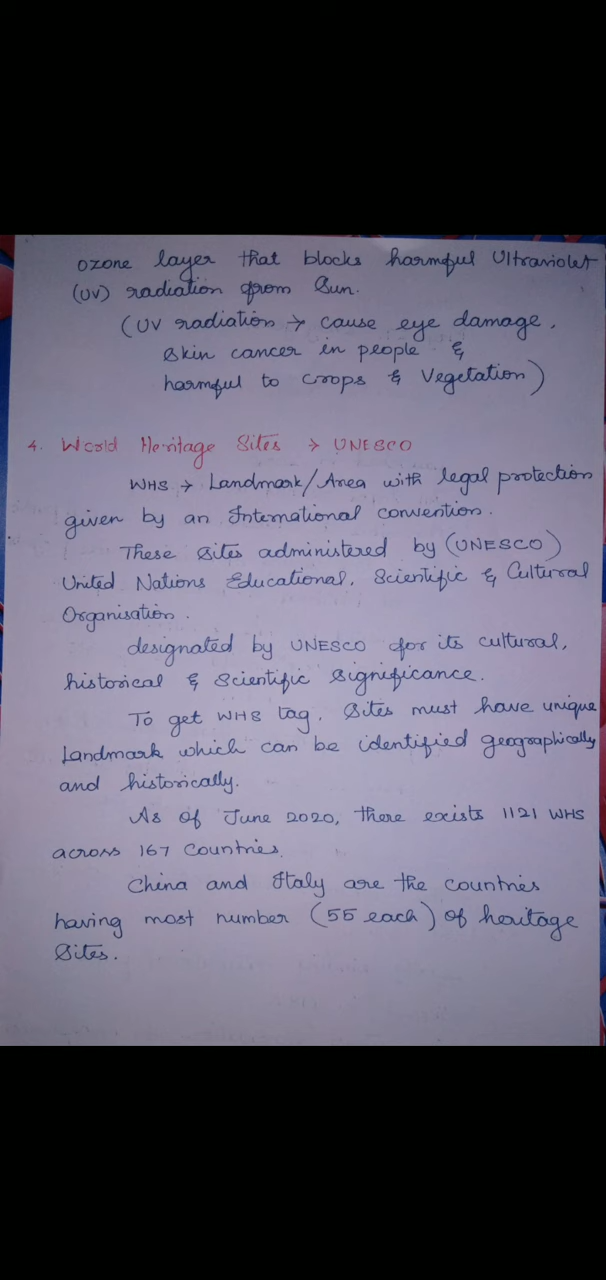 ozone layer that blocks harmful Ultraviolet
(UV) radiation from Sun.
(UV radiation → cause eye damage,
Skin cancer in people &
harmful to crops & Vegetation)
4. World Heritage Sites → UNESCO
WHS → Landmark/Area with legal protection
given by an International convention.
These Sites administered by (UNESCO)
United Nations Educational, Scientific & Cultural
Organisation.
designated by UNESCO for its cultural,
historical & Scientific Significance.
To get WHS tag, Sites must have unique
Landmark which can be identified geographically
and historically.
As of June 2020, there exists 1121 WHS
across 167 Countries.
China and Italy are the countries
having most number (55 each) of heritage
Sites.